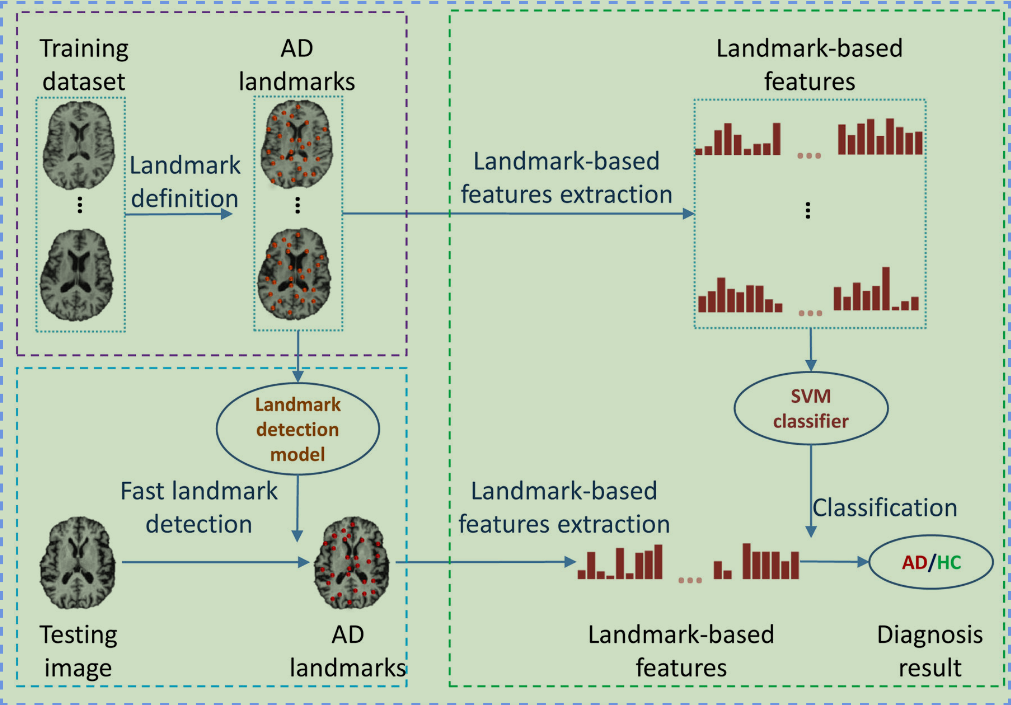 Training
dataset
AD
landmarks
Landmark
definition
Landmark-based
features extraction
Landmark-based
features
Landmark
detection
model
SVM
classifier
Fast landmark
detection
Landmark-based
features extraction
Classification
AD/HC
Testing
image
AD
landmarks
Landmark-based
features
Diagnosis
result